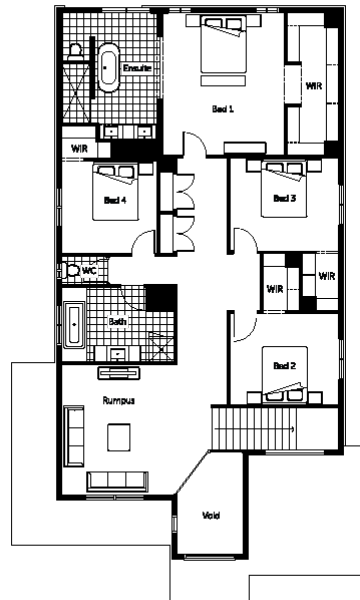 Ensuite
WIR
Bed 1
WIR
Bed 4
Bed 3
WC
WIR
WIR
Bath
Bed 2
Rumpus
Void